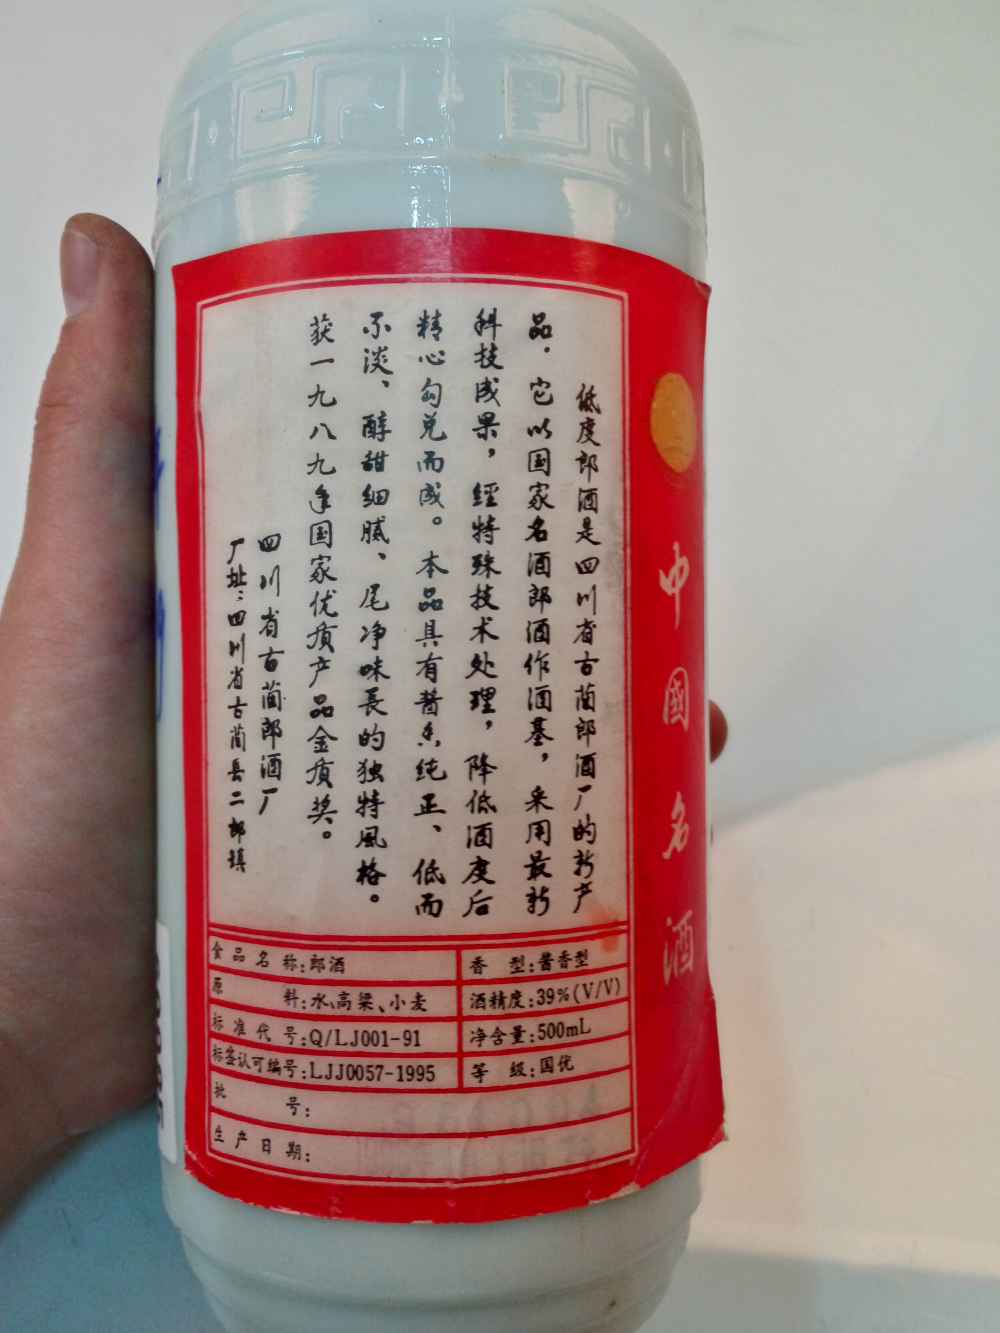 低度郎酒是四川省古蔺郎酒厂的新产
品．它以国家名酒郎酒作酒基，采用最新
科技成果，经特殊技术处理，降低酒度后
精心勾兑而成。本品具有酱香纯正、低而
不淡、醇甜细腻、尾净味長的独特風格。
获一九八九年国家优质产品金质奖。
四川省古蔺郎酒厂
厂址：四川省古蔺县二郎镇
食品名称：郎酒
香型：酱香型
原料：水、高粱、小麦
酒精度：39%(V/V)
标准代号：Q/LJ001-91
净含量：500mL
标签认可编号：LJJ0057-1995
等级：国优
批号：
生产日期：
中國名酒